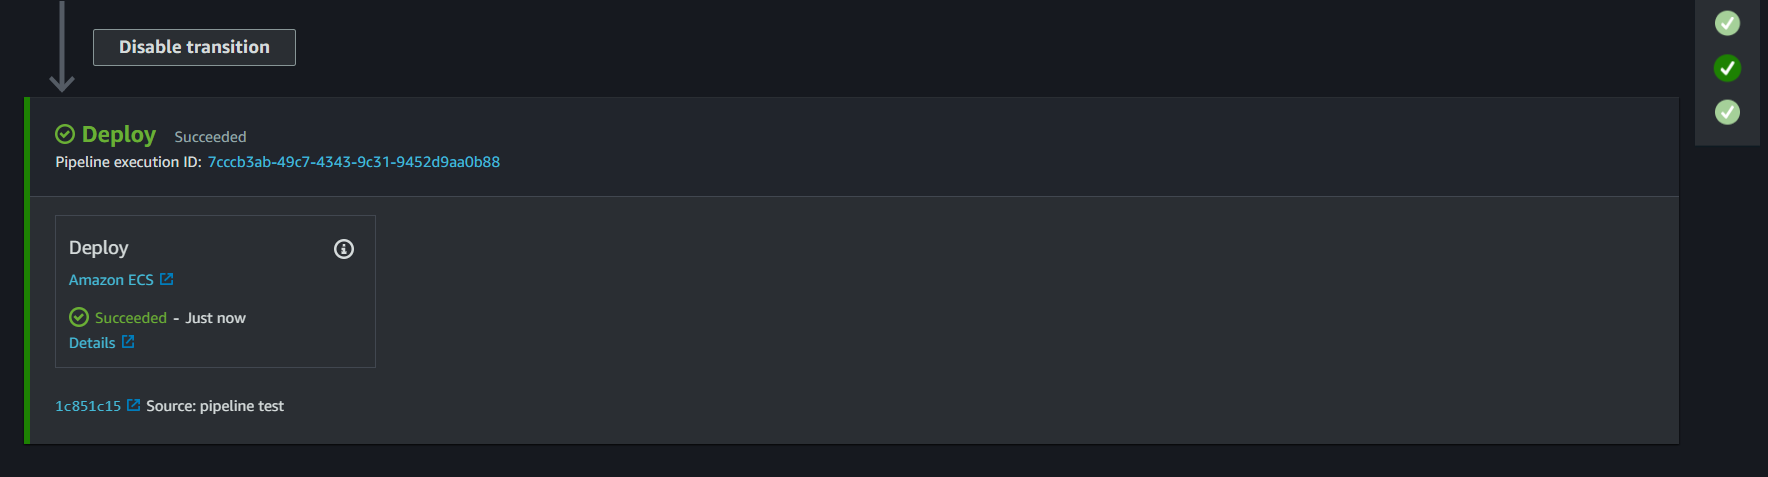 Disable transition
Deploy Succeeded
Pipeline execution ID: 7cccb3ab-49c7-4343-9c31-9452d9aa0b88
Deploy
Amazon ECS
Succeeded - Just now
Details
1c851c15 Source: pipeline test